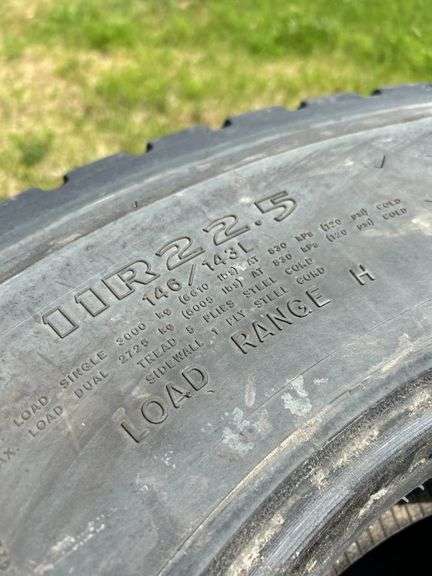 11R22.5
146/143L
LOAD SINGLE 3000 kg (6610 lbs) AT 830 kPa (120 psi) COLD
MAX. LOAD DUAL 2725 kg (6005 lbs) AT 830 kPa (120 psi) COLD
TREAD 5 PLIES STEEL CORD
SIDEWALL 1 PLY STEEL CORD
LOAD RANGE H